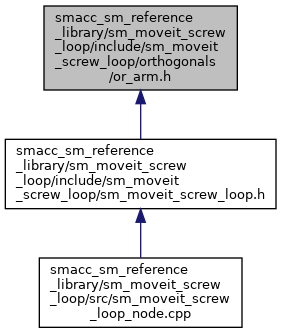 smacc_sm_reference
_library/sm_moveit_screw
_loop/include/sm_moveit
_screw_loop/orthogonals
/or_arm.h
smacc_sm_reference
_library/sm_moveit_screw
_loop/include/sm_moveit
_screw_loop/sm_moveit_screw_loop.h
smacc_sm_reference
_library/sm_moveit_screw
_loop/src/sm_moveit_screw
_loop_node.cpp